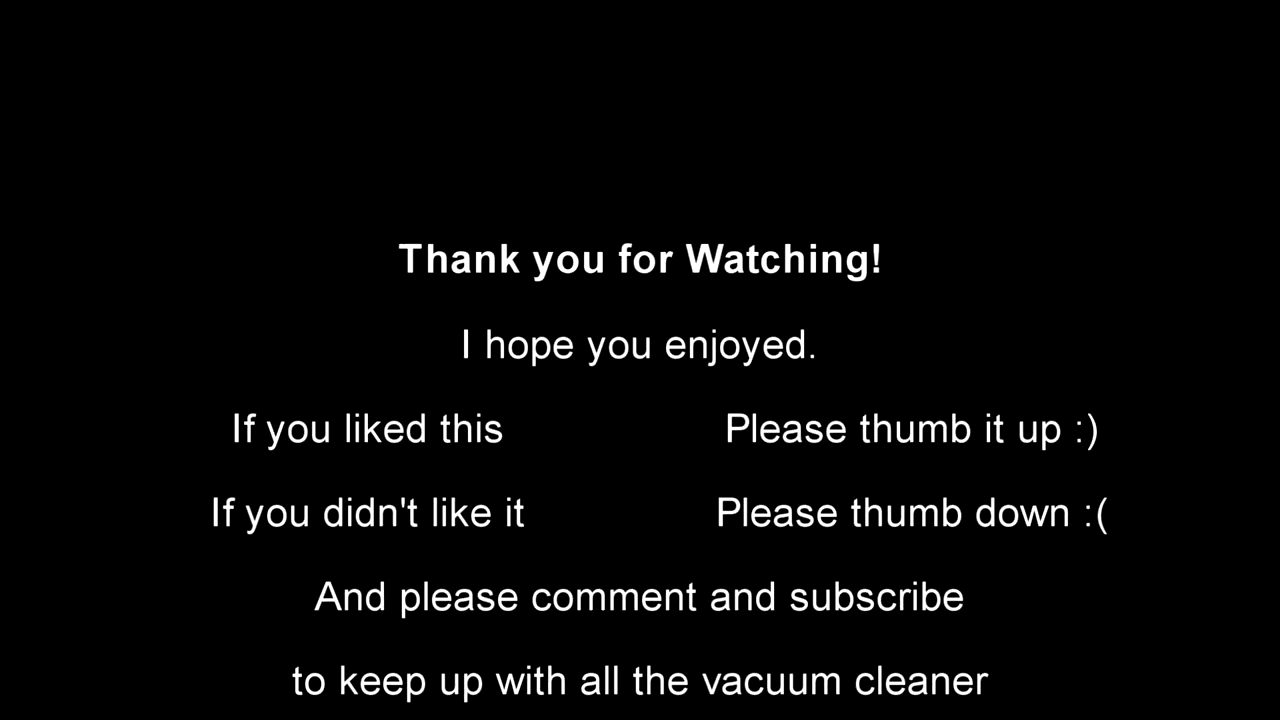 Thank you for Watching!
I hope you enjoyed.
If you liked this Please thumb it up :)
If you didn't like it Please thumb down :(
And please comment and subscribe
to keep up with all the vacuum cleaner